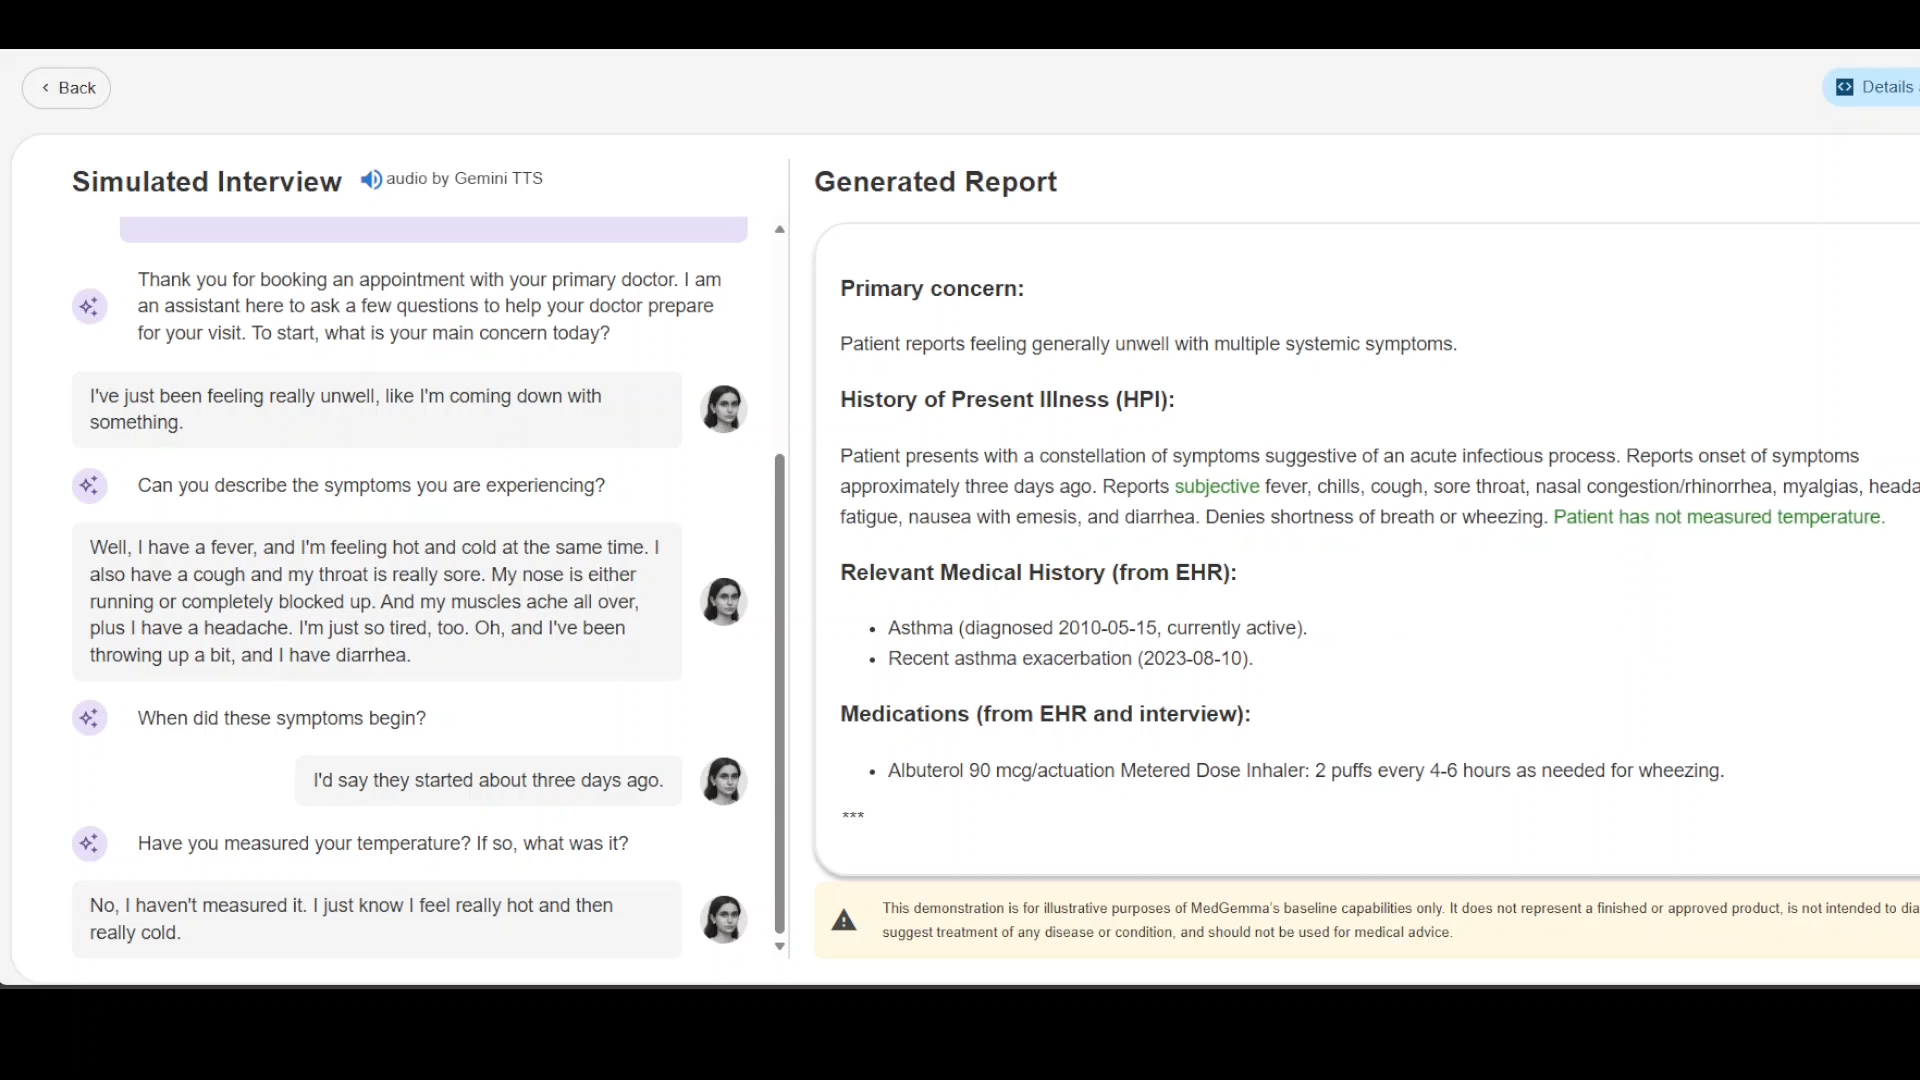 Back
Details
Simulated Interview
audio by Gemini TTS
Thank you for booking an appointment with your primary doctor. I am
an assistant here to ask a few questions to help your doctor prepare
for your visit. To start, what is your main concern today?
I've just been feeling really unwell, like I'm coming down with
something.
Can you describe the symptoms you are experiencing?
Well, I have a fever, and I'm feeling hot and cold at the same time. I
also have a cough and my throat is really sore. My nose is either
running or completely blocked up. And my muscles ache all over,
plus I have a headache. I'm just so tired, too. Oh, and I've been
throwing up a bit, and I have diarrhea.
When did these symptoms begin?
I'd say they started about three days ago.
Have you measured your temperature? If so, what was it?
No, I haven't measured it. I just know I feel really hot and then
really cold.
Generated Report
Primary concern:
Patient reports feeling generally unwell with multiple systemic symptoms.
History of Present Illness (HPI):
Patient presents with a constellation of symptoms suggestive of an acute infectious process. Reports onset of symptoms
approximately three days ago. Reports subjective fever, chills, cough, sore throat, nasal congestion/rhinorrhea, myalgias, heada
fatigue, nausea with emesis, and diarrhea. Denies shortness of breath or wheezing. Patient has not measured temperature.
Relevant Medical History (from EHR):
• Asthma (diagnosed 2010-05-15, currently active).
• Recent asthma exacerbation (2023-08-10).
Medications (from EHR and interview):
• Albuterol 90 mcg/actuation Metered Dose Inhaler: 2 puffs every 4-6 hours as needed for wheezing.
***
This demonstration is for illustrative purposes of MedGemma's baseline capabilities only. It does not represent a finished or approved product, is not intended to dia
suggest treatment of any disease or condition, and should not be used for medical advice.